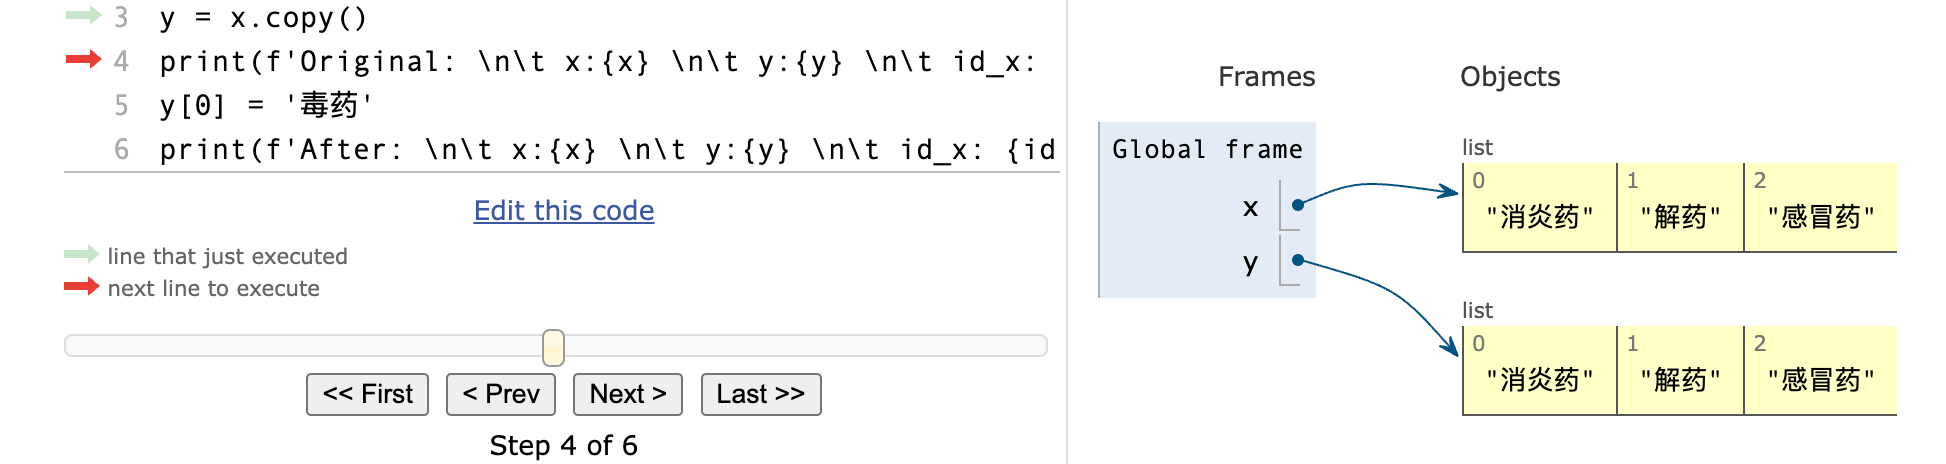 3 y = x.copy()
4 print(f'Original: \n\t x:{x} \n\t y:{y} \n\t id_x:
5 y[0] = '毒药'
6 print(f'After: \n\t x:{x} \n\t y:{y} \n\t id_x: {id
Edit this code
line that just executed
next line to execute
<< First < Prev Next > Last >>
Step 4 of 6
Frames Objects
Global frame
x
y
list
0 1 2
"消炎药" "解药" "感冒药"
list
0 1 2
"消炎药" "解药" "感冒药"